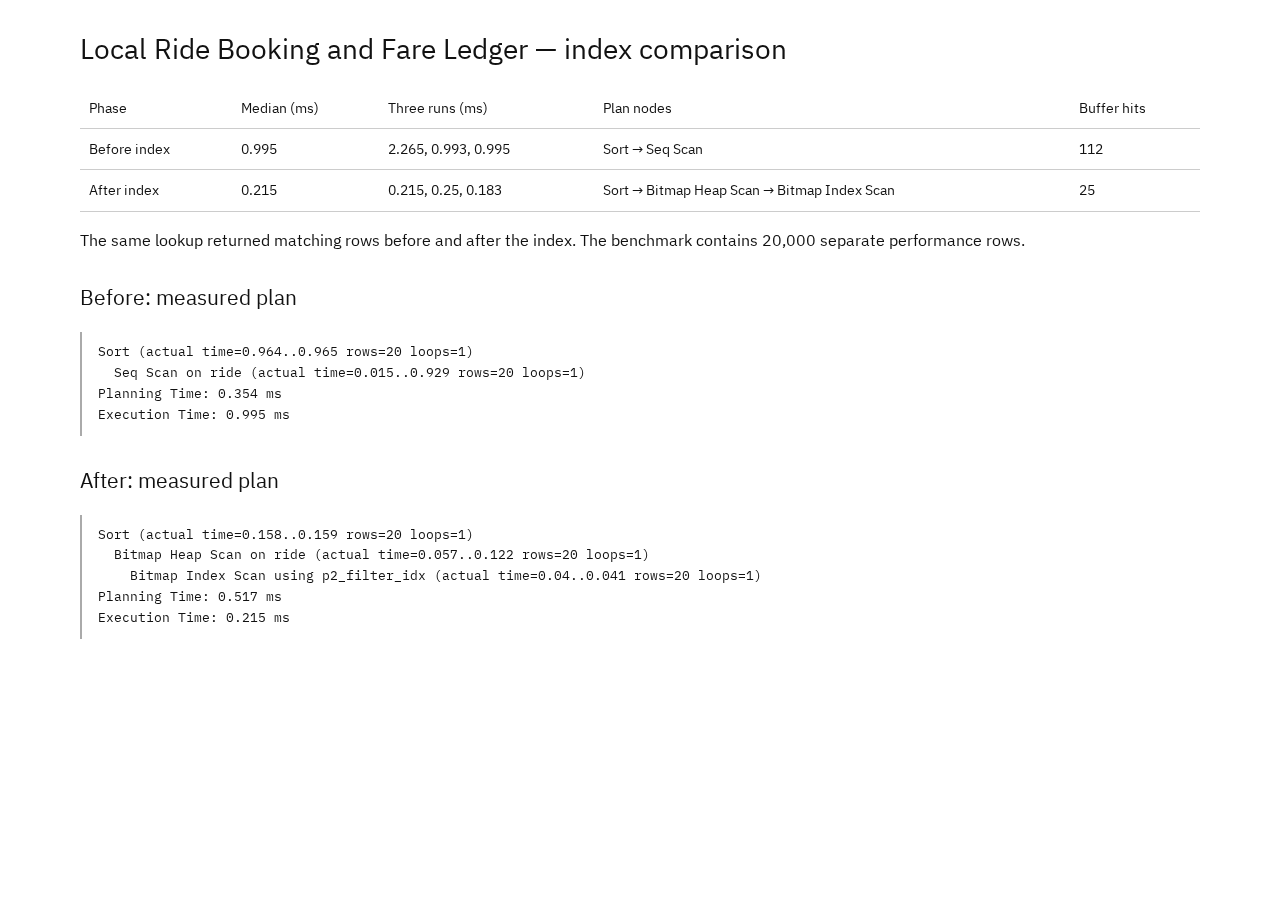 Local Ride Booking and Fare Ledger — index comparison
Phase Median (ms) Three runs (ms) Plan nodes Buffer hits
Before index 0.995 2.265, 0.993, 0.995 Sort → Seq Scan 112
After index 0.215 0.215, 0.25, 0.183 Sort → Bitmap Heap Scan → Bitmap Index Scan 25
The same lookup returned matching rows before and after the index. The benchmark contains 20,000 separate performance rows.
Before: measured plan
Sort (actual time=0.964..0.965 rows=20 loops=1)
  Seq Scan on ride (actual time=0.015..0.929 rows=20 loops=1)
Planning Time: 0.354 ms
Execution Time: 0.995 ms
After: measured plan
Sort (actual time=0.158..0.159 rows=20 loops=1)
  Bitmap Heap Scan on ride (actual time=0.057..0.122 rows=20 loops=1)
    Bitmap Index Scan using p2_filter_idx (actual time=0.04..0.041 rows=20 loops=1)
Planning Time: 0.517 ms
Execution Time: 0.215 ms